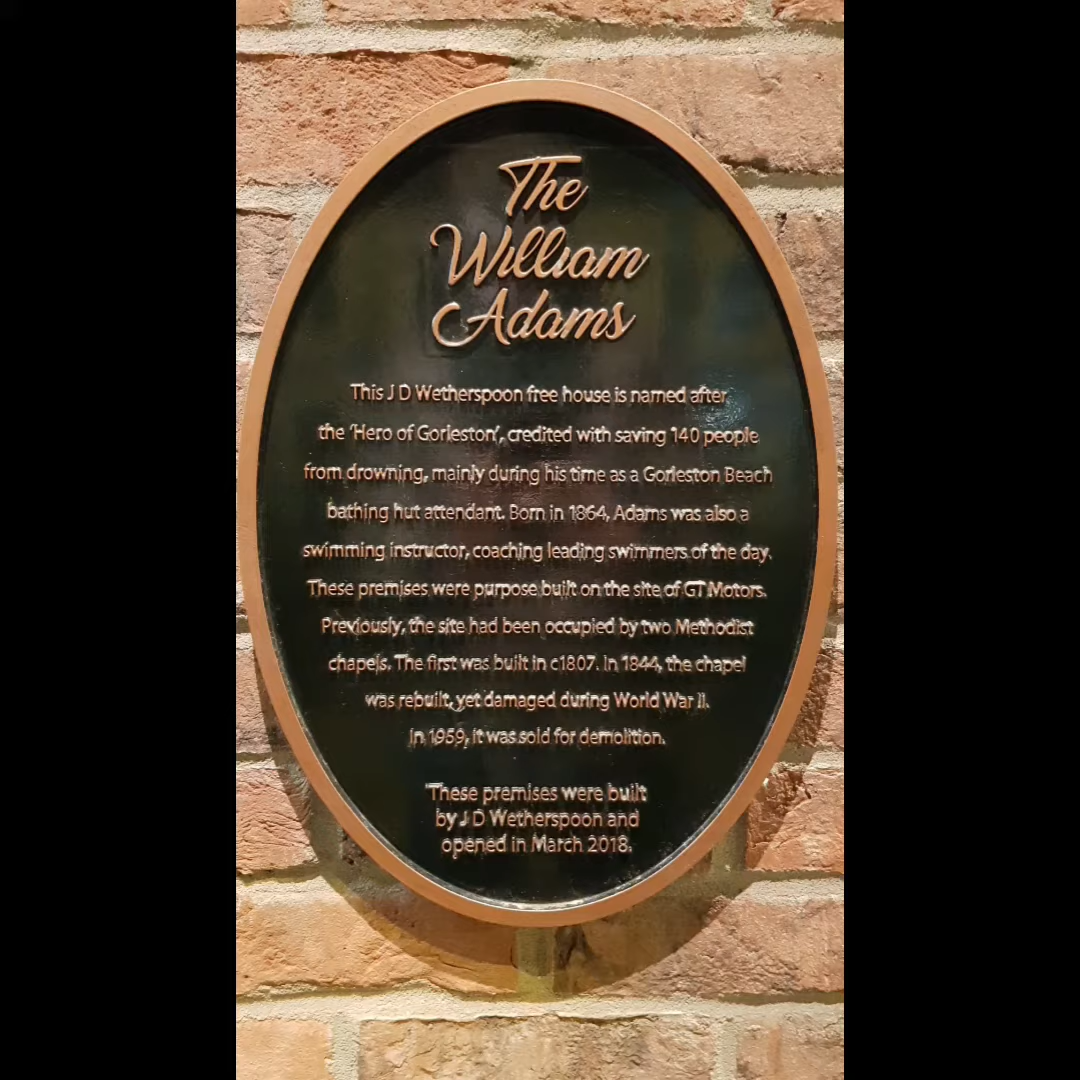 The
William
Adams
This J D Wetherspoon free house is named after
the 'Hero of Gorleston', credited with saving 140 people
from drowning, mainly during his time as a Gorleston Beach
bathing hut attendant. Born in 1864, Adams was also a
swimming instructor, coaching leading swimmers of the day.
These premises were purpose built on the site of GT Motors.
Previously, the site had been occupied by two Methodist
chapels. The first was built in c1807. In 1844, the chapel
was rebuilt, yet damaged during World War II.
In 1959, it was sold for demolition.
These premises were built
by J D Wetherspoon and
opened in March 2018.